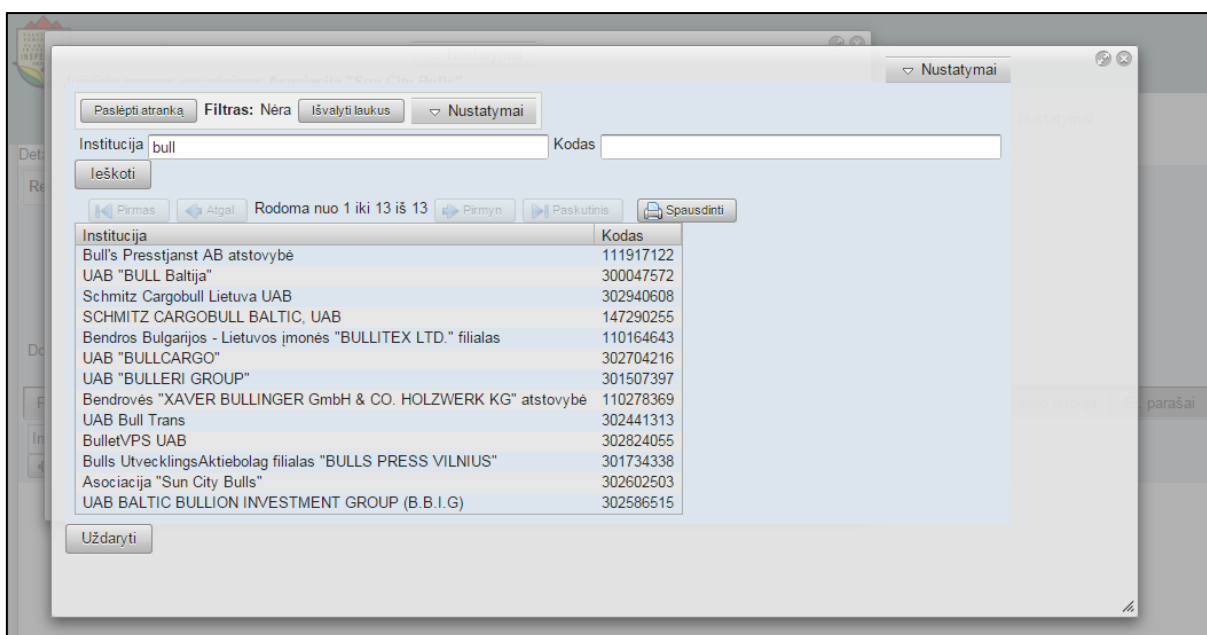 Nustatymai
Paslėpti atranką Filtras: Nėra Išvalyti laukus Nustatymai
Institucija bull Kodas
Ieškoti
Pirmas Atgal Rodoma nuo 1 iki 13 iš 13 Pirmyn Paskutinis Spausdinti
Institucija Kodas
Bull's Presstjanst AB atstovybė 111917122
UAB "BULL Baltija" 300047572
Schmitz Cargobull Lietuva UAB 302940608
SCHMITZ CARGOBULL BALTIC, UAB 147290255
Bendros Bulgarijos - Lietuvos įmonės "BULLITEX LTD." filialas 110164643
UAB "BULLCARGO" 302704216
UAB "BULLERI GROUP" 301507397
Bendrovės "XAVER BULLINGER GmbH & CO. HOLZWERK KG" atstovybė 110278369
UAB Bull Trans 302441313
BulletVPS UAB 302824055
Bulls UtvecklingsAktiebolag filialas "BULLS PRESS VILNIUS" 301734338
Asociacija "Sun City Bulls" 302602503
UAB BALTIC BULLION INVESTMENT GROUP (B.B.I.G) 302586515
Uždaryti
parašai